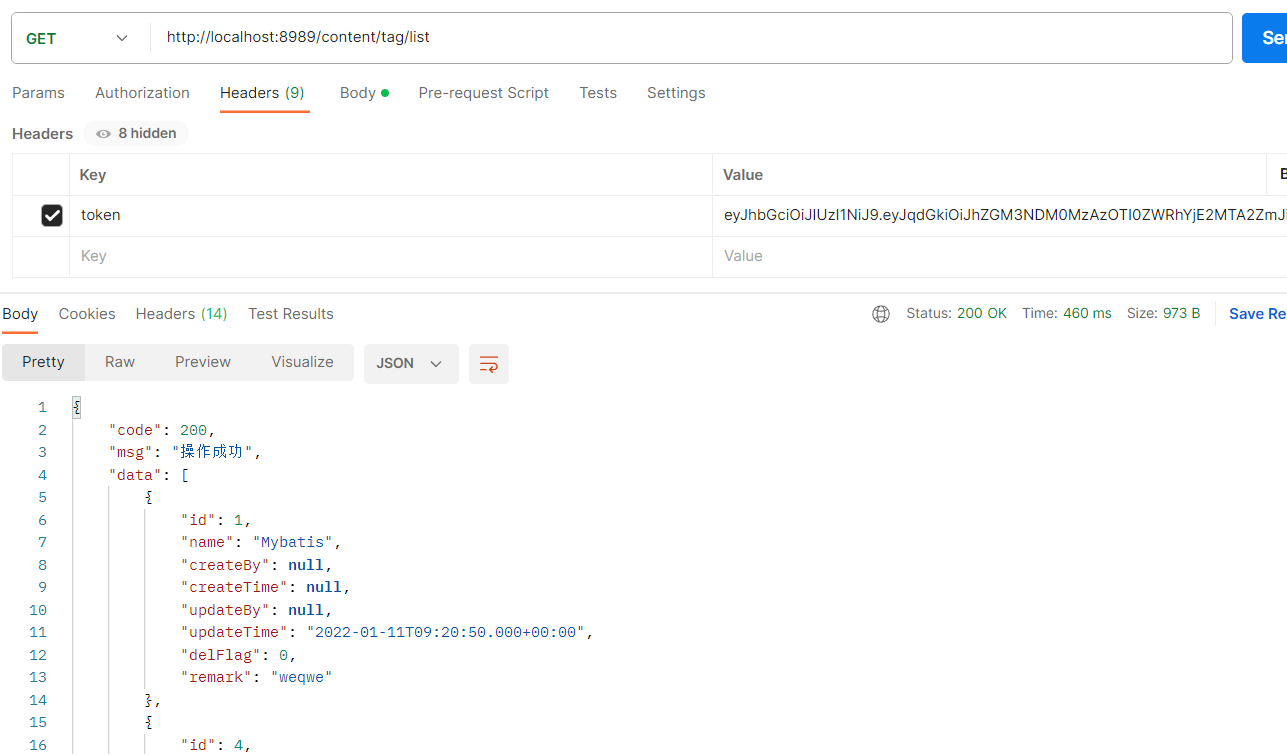 GET http://localhost:8989/content/tag/list Se
Params Authorization Headers (9) Body Pre-request Script Tests Settings
Headers 8 hidden
Key Value
token
Key Value
Body Cookies Headers (14) Test Results Status: 200 OK Time: 460 ms Size: 973 B Save Re
Pretty Raw Preview Visualize JSON
1 {
2 "code": 200,
3 "msg": "操作成功",
4 "data": [
5 {
6 "id": 1,
7 "name": "Mybatis",
8 "createBy": null,
9 "createTime": null,
10 "updateBy": null,
11 "updateTime": "2022-01-11T09:20:50.000+00:00",
12 "delFlag": 0,
13 "remark": "weqwe"
14 },
15 {
16 "id": 4,